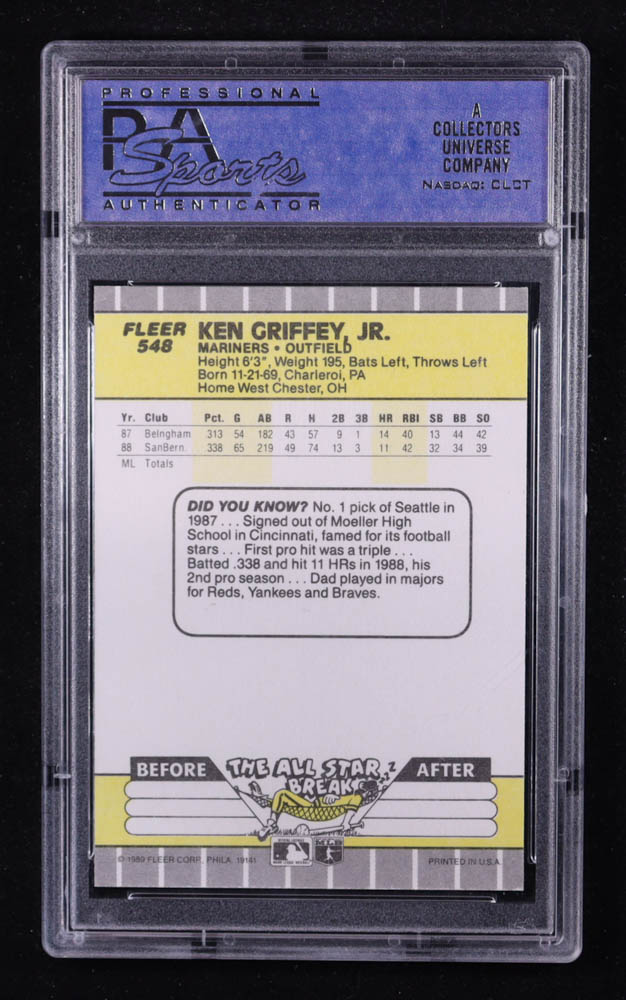 PROFESSIONAL
PSA
Sports
AUTHENTICATOR
A
COLLECTORS
UNIVERSE
COMPANY
NASDAQ: CLCT
FLEER
548
KEN GRIFFEY, JR.
MARINERS • OUTFIELD
Height 6'3", Weight 195, Bats Left, Throws Left
Born 11-21-69, Charleroi, PA
Home West Chester, OH
Yr. Club Pct. G AB R H 2B 3B HR RBI SB BB SO
87 Belngham 313 54 182 43 57 9 1 14 40 13 44 42
88 SanBern. 338 65 219 49 74 13 3 11 42 32 34 39
ML Totals
DID YOU KNOW? No. 1 pick of Seattle in
1987 . . . Signed out of Moeller High
School in Cincinnati, famed for its football
stars . . . First pro hit was a triple . . .
Batted .338 and hit 11 HRs in 1988, his
2nd pro season . . . Dad played in majors
for Reds, Yankees and Braves.
BEFORE THE ALL STAR BREAK AFTER
zzz
MLB
© 1989 FLEER CORP., PHILA. 19141 PRINTED IN U.S.A.